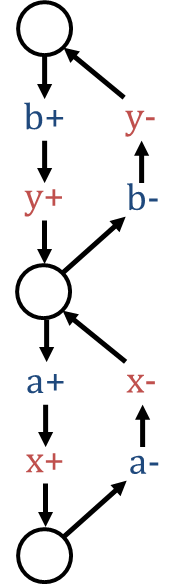 b+
y-
y+
b-
a+
x-
x+
a-